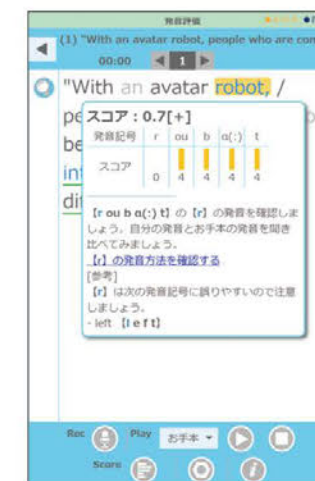 発音評価
(1) "With an avatar robot, people who are con
00:00 1
"With an avatar robot, /
スコア：0.7[+]
発音記号 r ou b ɑ(:) t
スコア 0 4 4 4 4
【r ou b ɑ(:) t】の【r】の発音を確認しま
しょう。自分の発音とお手本の発音を聞き
比べてみましょう。
【r】の発音方法を確認する
[参考]
【r】は次の発音記号に誤りやすいので注意
しましょう。
- left 【l e f t】
Rec Play お手本
Score